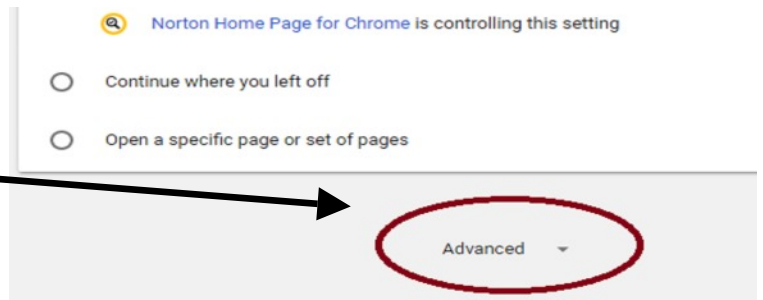 Norton Home Page for Chrome is controlling this setting
Continue where you left off
Open a specific page or set of pages
Advanced